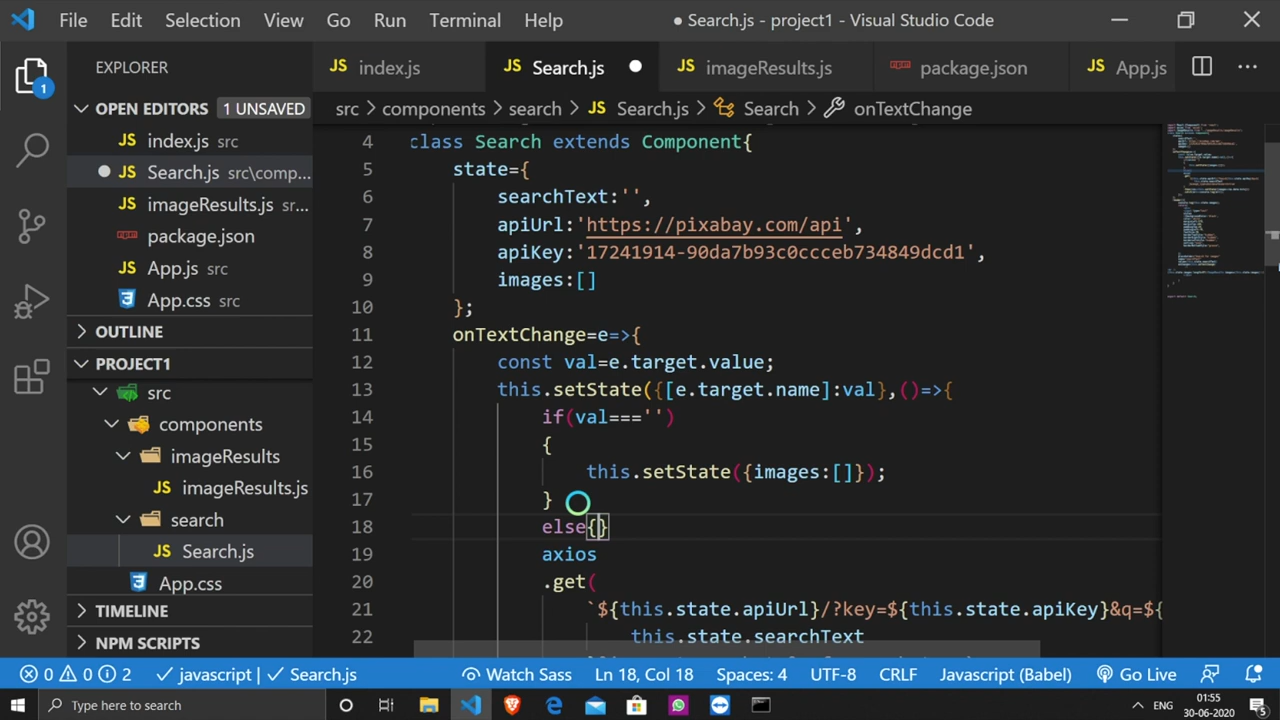 File Edit Selection View Go Run Terminal Help ● Search.js - project1 - Visual Studio Code
EXPLORER
JS index.js JS Search.js JS imageResults.js package.json JS App.js
OPEN EDITORS 1 UNSAVED
JS index.js src
JS Search.js src\comp...
JS imageResults.js sr...
package.json
JS App.js src
App.css src
OUTLINE
PROJECT1
src
components
imageResults
JS imageResults.js
search
JS Search.js
App.css
TIMELINE
NPM SCRIPTS
1
src > components > search > JS Search.js > Search > onTextChange
4 class Search extends Component{
5 state={
6 searchText:'',
7 apiUrl:'https://pixabay.com/api',
8 apiKey:'17241914-90da7b93c0ccceb734849dcd1',
9 images:[]
10 };
11 onTextChange=e=>{
12 const val=e.target.value;
13 this.setState({[e.target.name]:val},()=>{
14 if(val==='')
15 {
16 this.setState({images:[]});
17 }
18 else{}
19 axios
20 .get(
21 `${this.state.apiUrl}/?key=${this.state.apiKey}&q=${
22 this.state.searchText
0 0 2 javascript | Search.js Watch Sass Ln 18, Col 18 Spaces: 4 UTF-8 CRLF Javascript (Babel) Go Live
Type here to search
01:55
30-06-2020
5